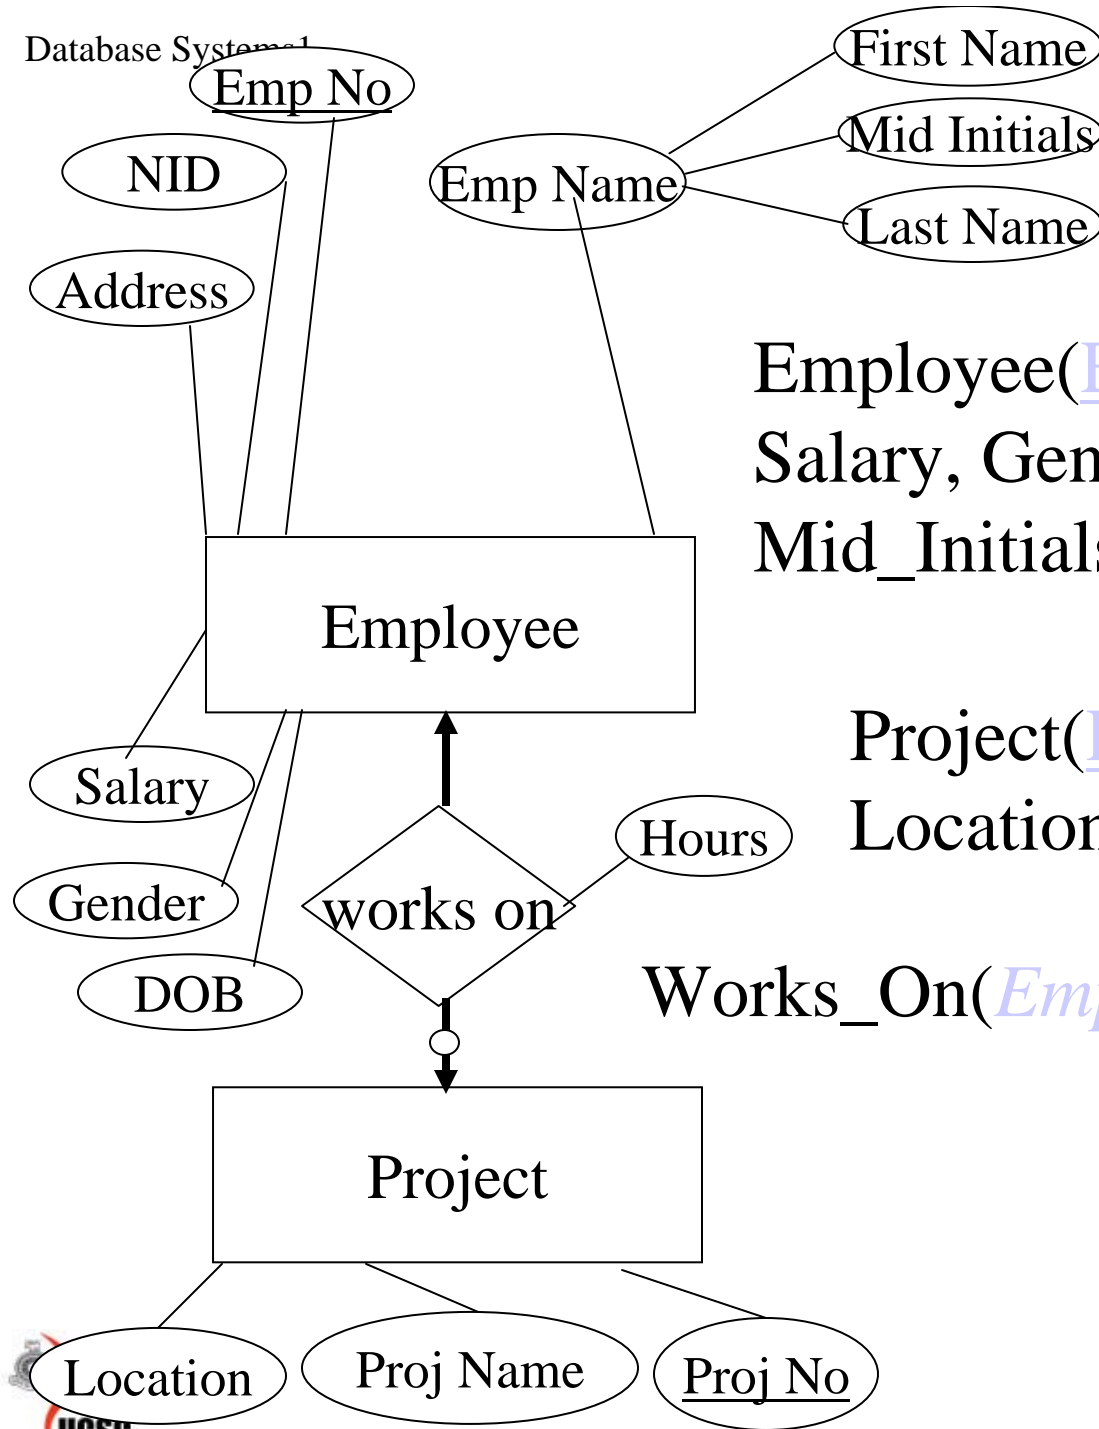 Database Systems1
Emp No
First Name
Mid Initials
Last Name
NID
Emp Name
Address
Employee(
Salary, Gen
Mid_Initials
Employee
Project(
Location
Salary
Hours
Gender
works on
DOB
Works_On(Emp
Project
Location
Proj Name
Proj No